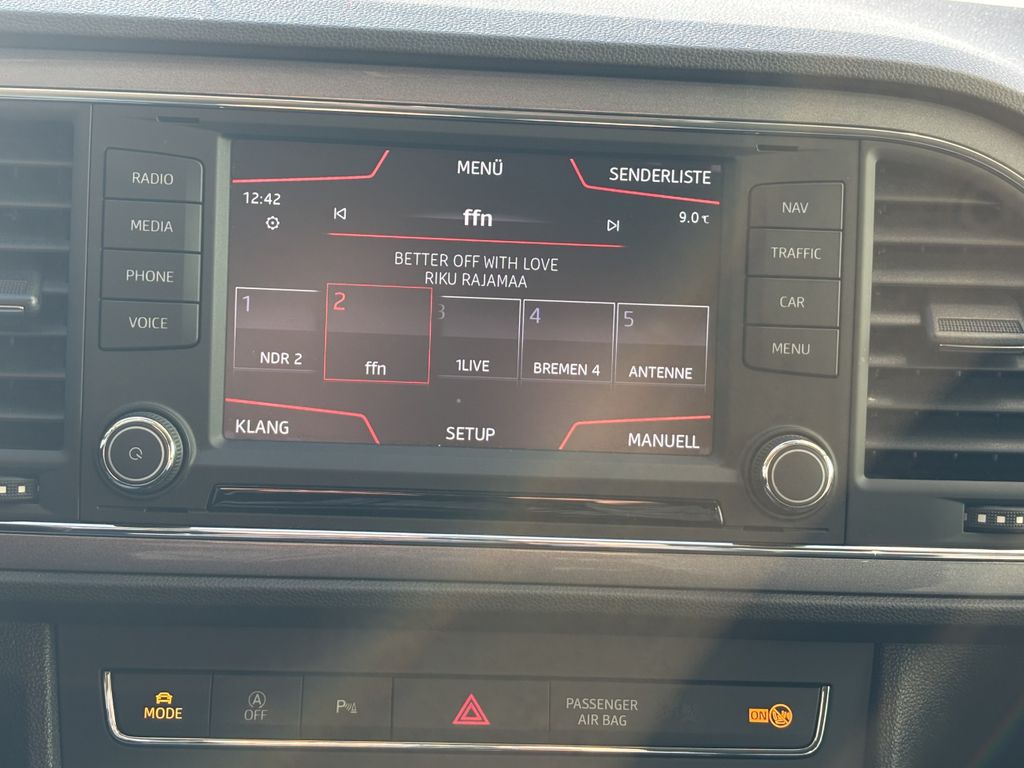 RADIO
MEDIA
PHONE
VOICE
MENÜ
SENDERLISTE
12:42
ffn
9.0 °C
BETTER OFF WITH LOVE
RIKU RAJAMAA
1
2
3
4
5
NDR 2
ffn
1LIVE
BREMEN 4
ANTENNE
KLANG
SETUP
MANUELL
NAV
TRAFFIC
CAR
MENU
MODE
A
OFF
P
PASSENGER
AIR BAG
ON